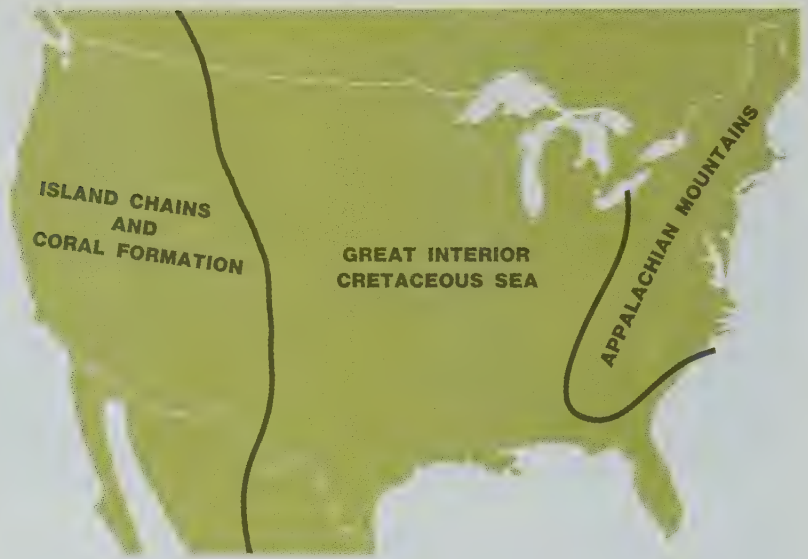 ISLAND CHAINS
AND
CORAL FORMATION
GREAT INTERIOR
CRETACEOUS SEA
APPALACHIAN MOUNTAINS